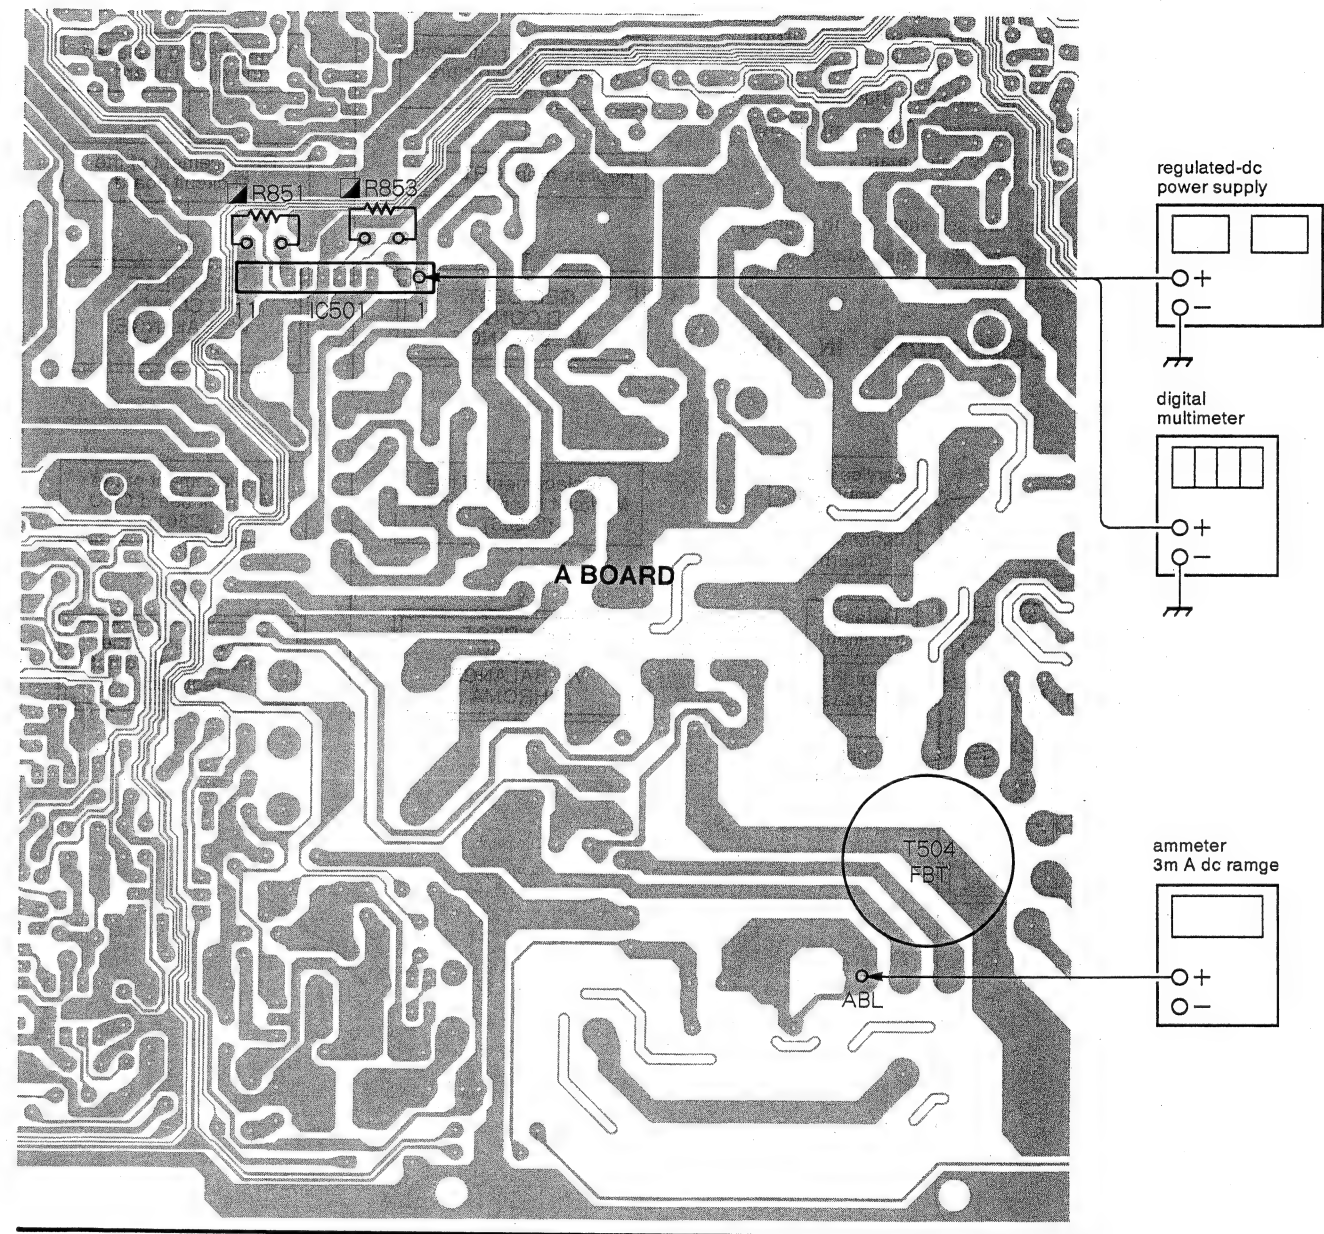 R851
R853
11
IC501
1
regulated-dc
power supply
+
−
digital
multimeter
+
−
A BOARD
T504
FBT
ammeter
3m A dc ramge
+
−
ABL